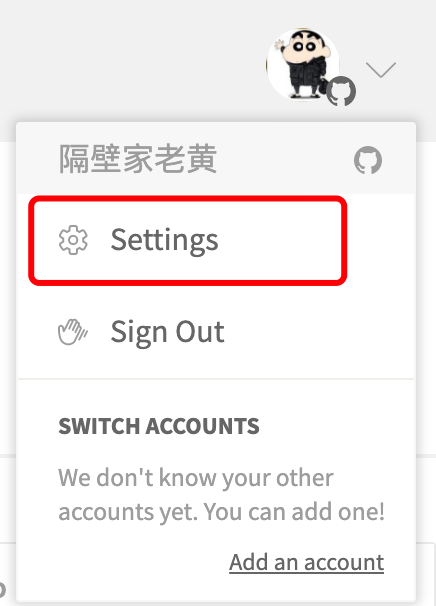 隔壁家老黄
Settings
Sign Out
SWITCH ACCOUNTS
We don't know your other
accounts yet. You can add one!
Add an account